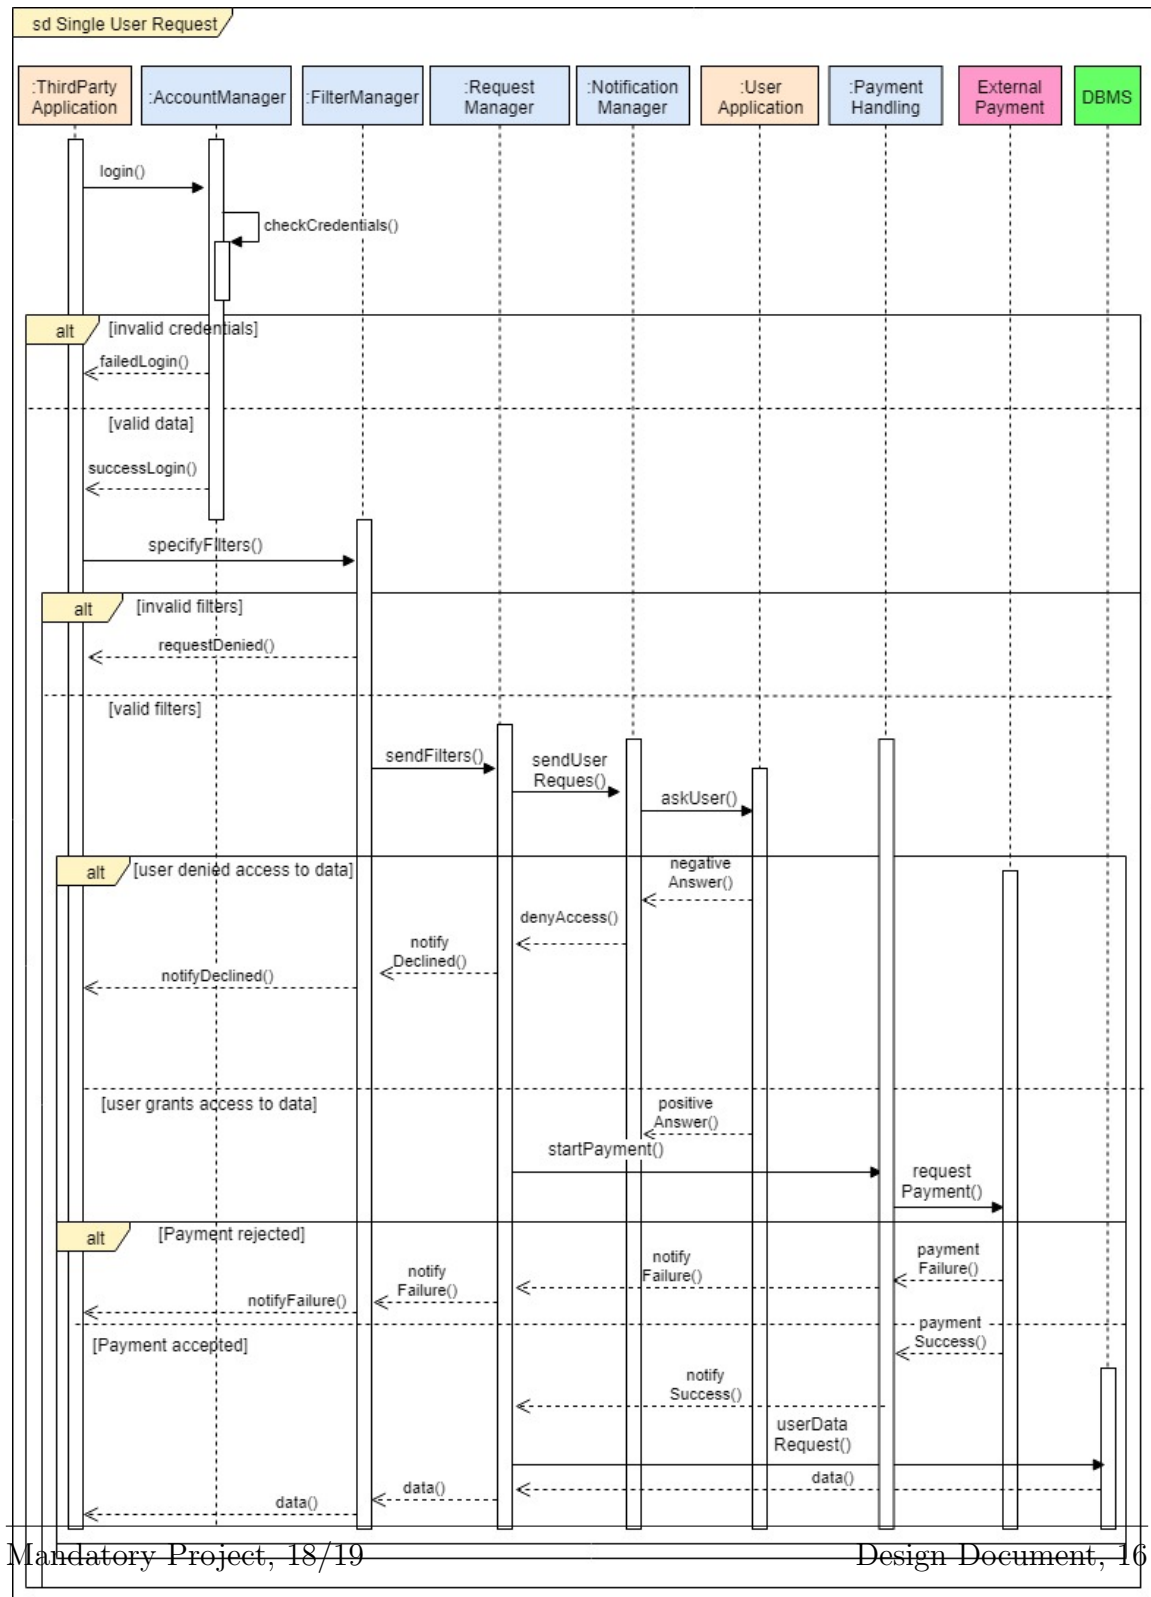 sd Single User Request
:ThirdParty
Application
:AccountManager
:FilterManager
:Request
Manager
:Notification
Manager
:User
Application
:Payment
Handling
External
Payment
DBMS
login()
checkCredentials()
alt
[invalid credentials]
failedLogin()
[valid data]
successLogin()
specifyFilters()
alt
[invalid filters]
requestDenied()
[valid filters]
sendFilters()
sendUser
Reques()
askUser()
alt
[user denied access to data]
negative
Answer()
denyAccess()
notify
Declined()
notifyDeclined()
[user grants access to data]
positive
Answer()
startPayment()
request
Payment()
alt
[Payment rejected]
payment
Failure()
notify
Failure()
notify
Failure()
notifyFailure()
[Payment accepted]
payment
Success()
notify
Success()
userData
Request()
data()
data()
data()
Mandatory Project, 18/19
Design Document, 16